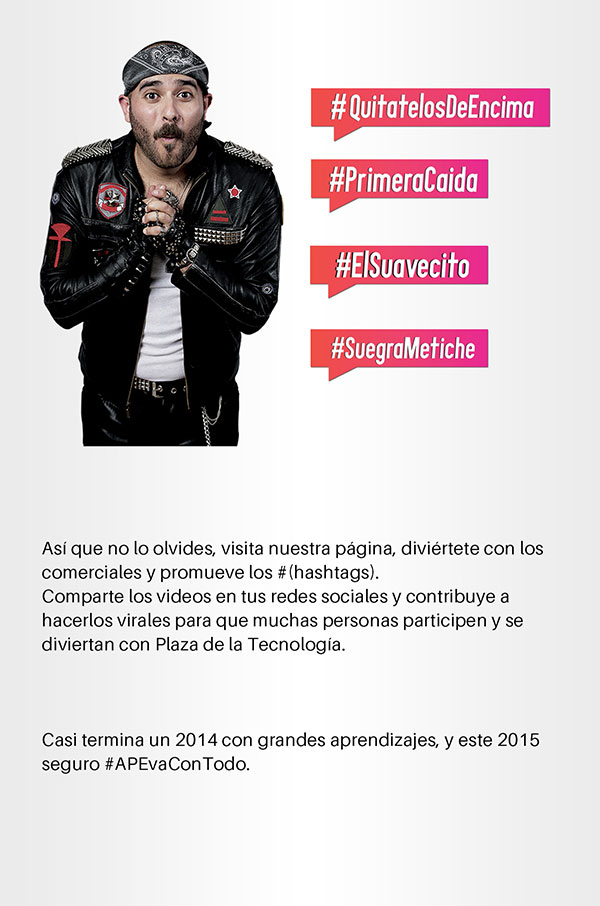 #QuitatelosDeEncima
#PrimeraCaida
#ElSuavecito
#SuegraMetiche
Así que no lo olvides, visita nuestra página, diviértete con los
comerciales y promueve los #(hashtags).
Comparte los videos en tus redes sociales y contribuye a
hacerlos virales para que muchas personas participen y se
diviertan con Plaza de la Tecnología.
Casi termina un 2014 con grandes aprendizajes, y este 2015
seguro #APEvaConTodo.